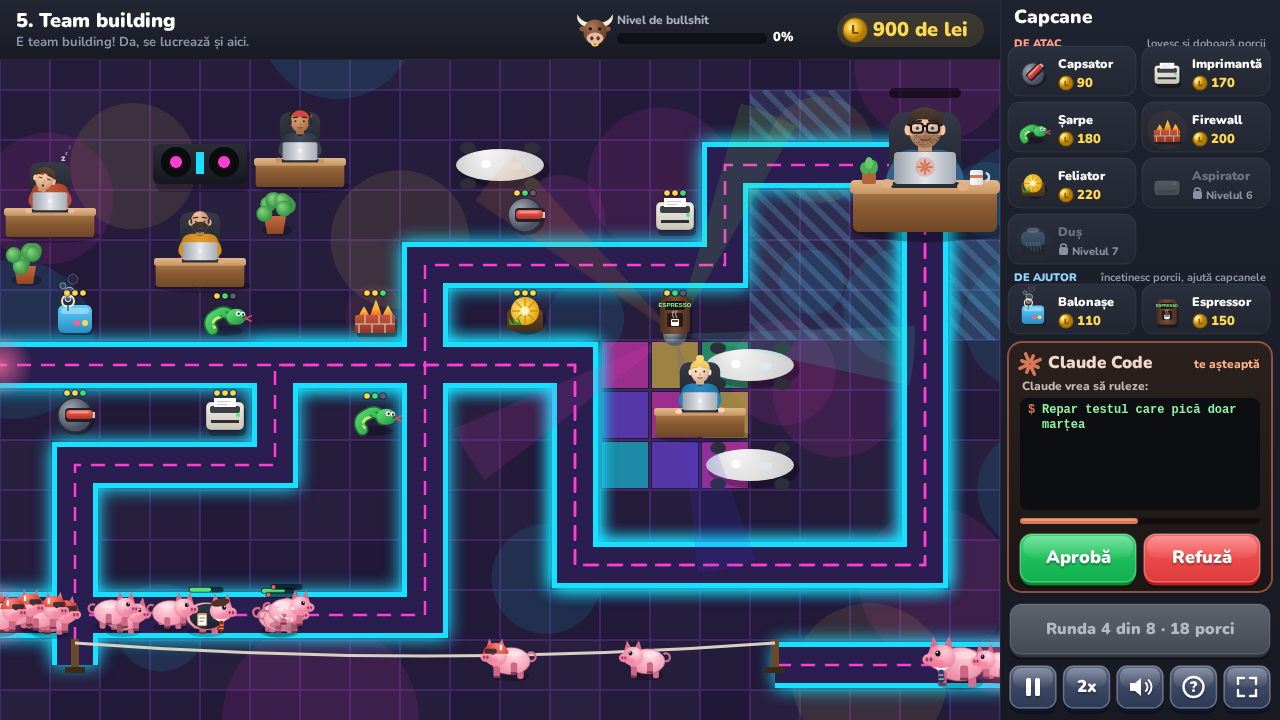 5. Team building
E team building! Da, se lucrează și aici.
Nivel de bullshit
0%
L 900 de lei
Capcane
DE ATAC
lovesc și doboară porcii
Capsator
L 90
Imprimantă
L 170
Șarpe
L 180
Firewall
L 200
Feliator
L 220
Aspirator
Nivelul 6
Duș
Nivelul 7
DE AJUTOR
încetinesc porcii, ajută capcanele
Balonașe
L 110
Espressor
L 150
Claude Code
te așteaptă
Claude vrea să ruleze:
$ Repar testul care pică doar
marțea
Aprobă
Refuză
Runda 4 din 8 · 18 porci
2x
?
ESPRESSO
ESPRESSO
z
z